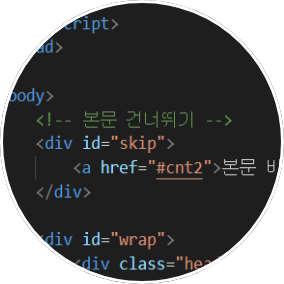 script>
ad>
body>
<!-- 본문 건너뛰기 -->
<div id="skip">
<a href="#cnt2">본문
</div>
<div id="wrap">
<div class="hea